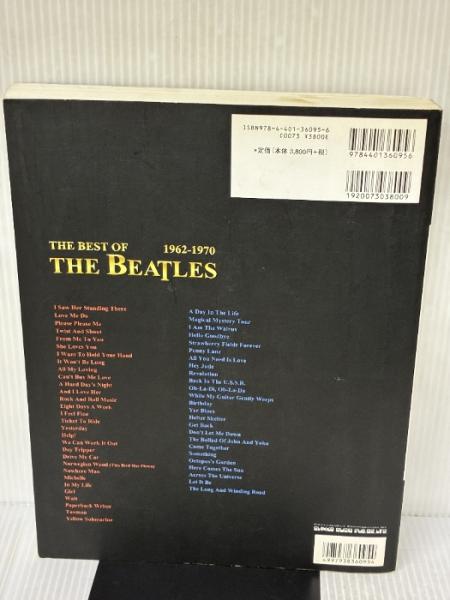 ISBN978-4-401-36095-6
C0073 ¥3800E
•定価(本体 3,800円+税)
9784401360956
1920073038009
THE BEST OF 1962-1970
THE BEATLES
I Saw Her Standing There
Love Me Do
Please Please Me
Twist And Shout
From Me To You
She Loves You
I Want To Hold Your Hand
It Won't Be Long
All My Loving
Can't Buy Me Love
A Hard Day's Night
And I Love Her
Rock And Roll Music
Eight Days A Week
I Feel Fine
Ticket To Ride
Yesterday
Help!
We Can Work It Out
Day Tripper
Drive My Car
Norwegian Wood (This Bird Has Flown)
Nowhere Man
Michelle
In My Life
Girl
Wait
Paperback Writer
Taxman
Yellow Submarine
A Day In The Life
Magical Mystery Tour
I Am The Walrus
Hello Goodbye
Strawberry Fields Forever
Penny Lane
All You Need Is Love
Hey Jude
Revolution
Back In The U.S.S.R.
Ob-La-Di, Ob-La-Da
While My Guitar Gently Weeps
Birthday
Yer Blues
Helter Skelter
Get Back
Don't Let Me Down
The Ballad Of John And Yoko
Come Together
Something
Octopus's Garden
Here Comes The Sun
Across The Universe
Let It Be
The Long And Winding Road
4997938360954